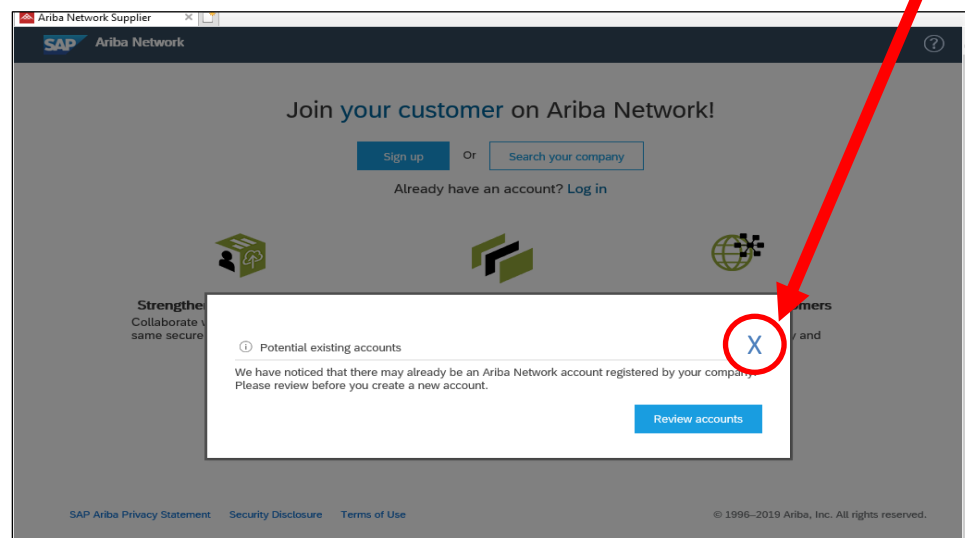 Ariba Network Supplier
SAP Ariba Network
Join your customer on Ariba Network!
Sign up Or Search your company
Already have an account? Log in
Strengthe mers
Collaborate
same secure y and
Potential existing accounts X
We have noticed that there may already be an Ariba Network account registered by your company.
Please review before you create a new account.
Review accounts
SAP Ariba Privacy Statement Security Disclosure Terms of Use © 1996–2019 Ariba, Inc. All rights reserved.